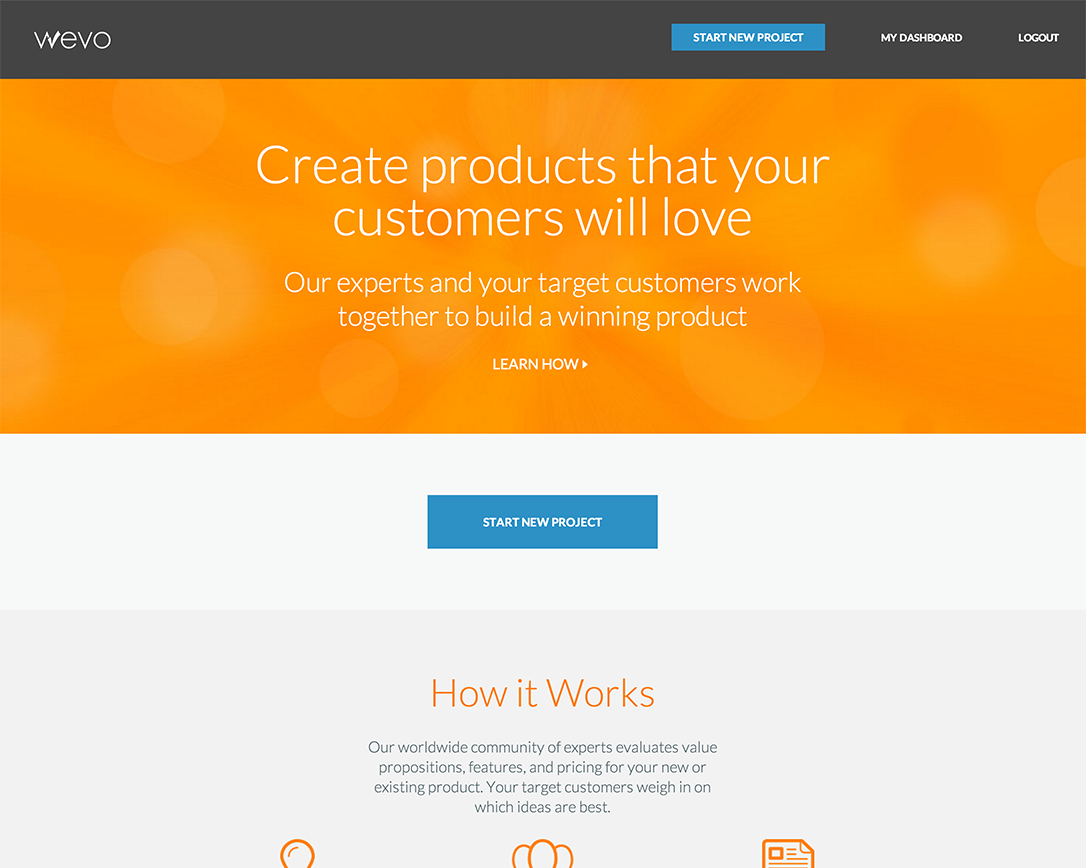 wevo
START NEW PROJECT
MY DASHBOARD
LOGOUT
Create products that your
customers will love
Our experts and your target customers work
together to build a winning product
LEARN HOW
START NEW PROJECT
How it Works
Our worldwide community of experts evaluates value
propositions, features, and pricing for your new or
existing product. Your target customers weigh in on
which ideas are best.